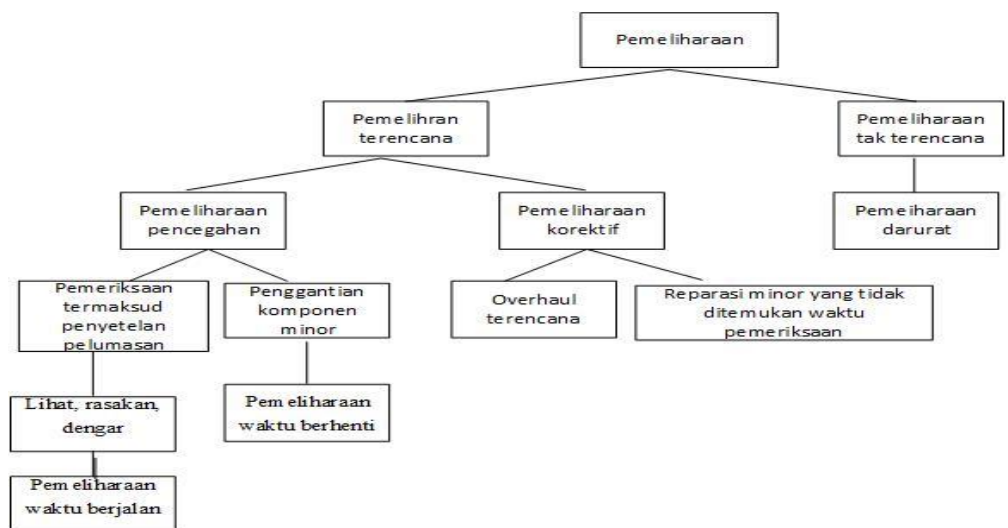 Pemeliharaan
Pemelihran
terencana
Pemeliharaan
tak terencana
Pemeliharaan
pencegahan
Pemeliharaan
korektif
Pemeiharaan
darurat
Pemeriksaan
termaksud
penyetelan
pelumasan
Penggantian
komponen
minor
Overhaul
terencana
Reparasi minor yang tidak
ditemukan waktu
pemeriksaan
Lihat, rasakan,
dengar
Pemeliharaan
waktu berhenti
Pemeliharaan
waktu berjalan